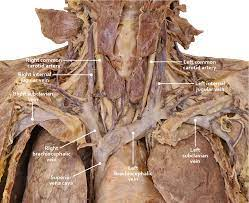 Right common
carotid artery
Left common
carotid artery
Right internal
jugular vein
Left internal
jugular vein
Right subclavian
vein
Right
brachiocephalic
vein
Superior
vena cava
Left
Brachiocephalic
vein
Left
subclavian
vein